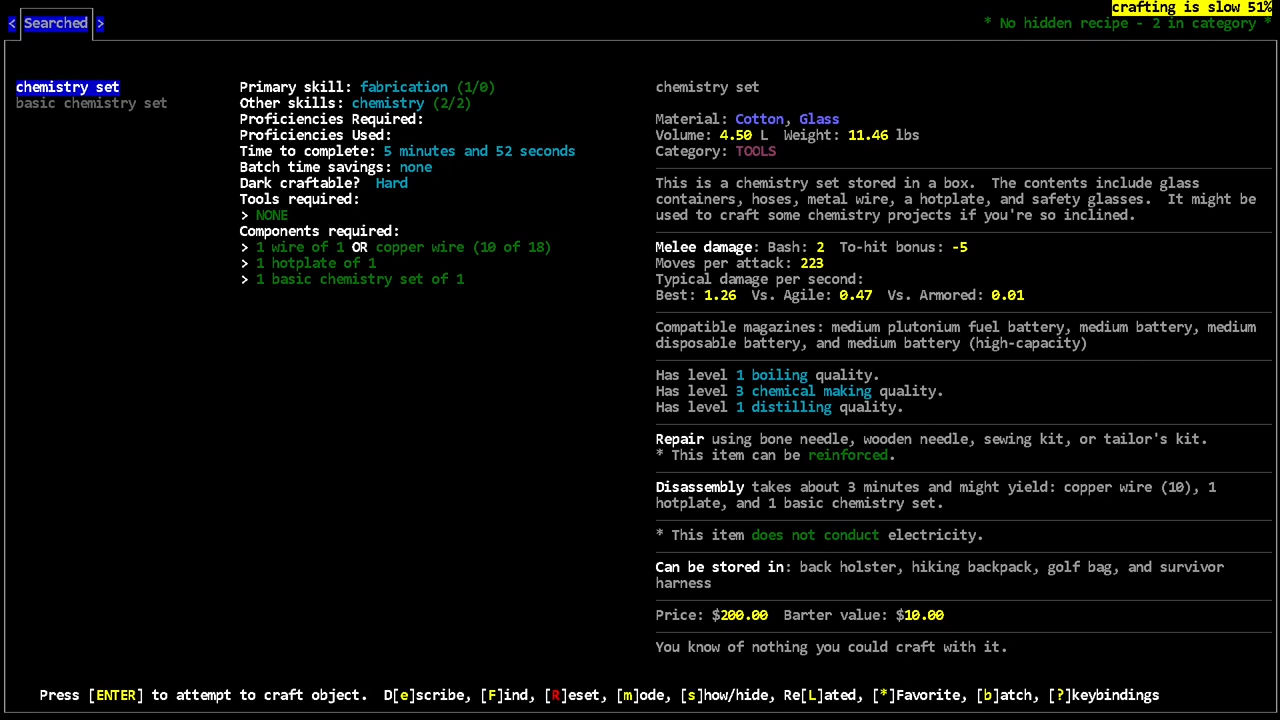 crafting is slow 51%
< Searched >
* No hidden recipe - 2 in category *
chemistry set
basic chemistry set
Primary skill: fabrication (1/0)
Other skills: chemistry (2/2)
Proficiencies Required:
Proficiencies Used:
Time to complete: 5 minutes and 52 seconds
Batch time savings: none
Dark craftable?  Hard
Tools required:
> NONE
Components required:
> 1 wire of 1 OR copper wire (10 of 18)
> 1 hotplate of 1
> 1 basic chemistry set of 1
chemistry set
Material: Cotton, Glass
Volume: 4.50 L  Weight: 11.46 lbs
Category: TOOLS
This is a chemistry set stored in a box.  The contents include glass
containers, hoses, metal wire, a hotplate, and safety glasses.  It might be
used to craft some chemistry projects if you're so inclined.
Melee damage: Bash: 2  To-hit bonus: -5
Moves per attack: 223
Typical damage per second:
Best: 1.26  Vs. Agile: 0.47  Vs. Armored: 0.01
Compatible magazines: medium plutonium fuel battery, medium battery, medium
disposable battery, and medium battery (high-capacity)
Has level 1 boiling quality.
Has level 3 chemical making quality.
Has level 1 distilling quality.
Repair using bone needle, wooden needle, sewing kit, or tailor's kit.
* This item can be reinforced.
Disassembly takes about 3 minutes and might yield: copper wire (10), 1
hotplate, and 1 basic chemistry set.
* This item does not conduct electricity.
Can be stored in: back holster, hiking backpack, golf bag, and survivor
harness
Price: $200.00  Barter value: $10.00
You know of nothing you could craft with it.
Press [ENTER] to attempt to craft object.  D[e]scribe, [F]ind, [R]eset, [m]ode, [s]how/hide, Re[L]ated, [*]Favorite, [b]atch, [?]keybindings